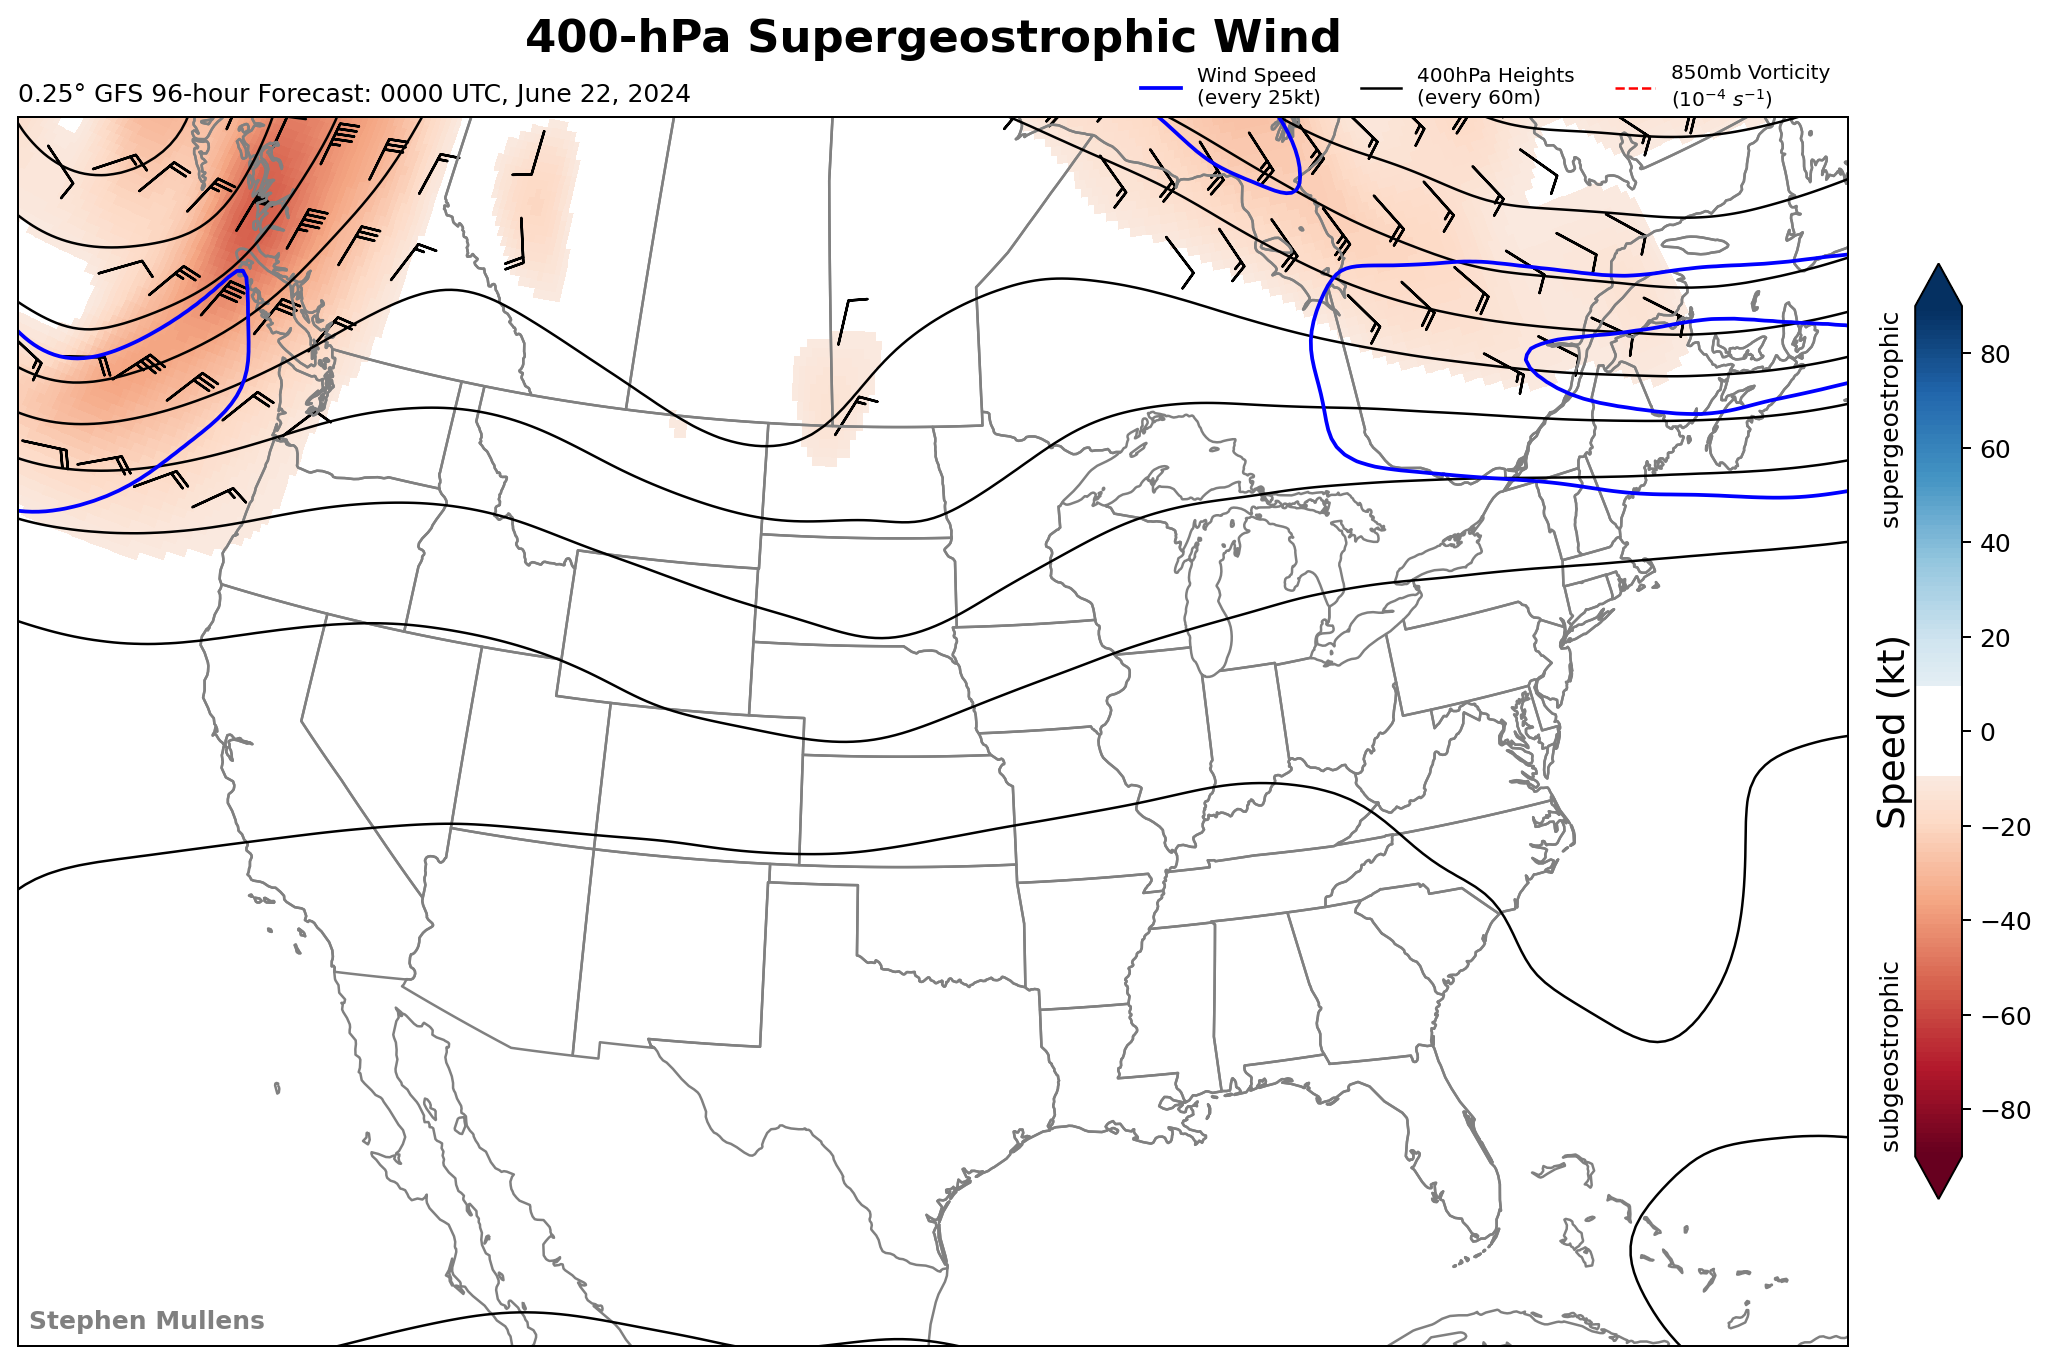 400-hPa Supergeostrophic Wind
0.25° GFS 96-hour Forecast: 0000 UTC, June 22, 2024
Wind Speed
(every 25kt)
400hPa Heights
(every 60m)
850mb Vorticity
(10⁻⁴ s⁻¹)
supergeostrophic
Speed (kt)
subgeostrophic
80
60
40
20
0
−20
−40
−60
−80
Stephen Mullens